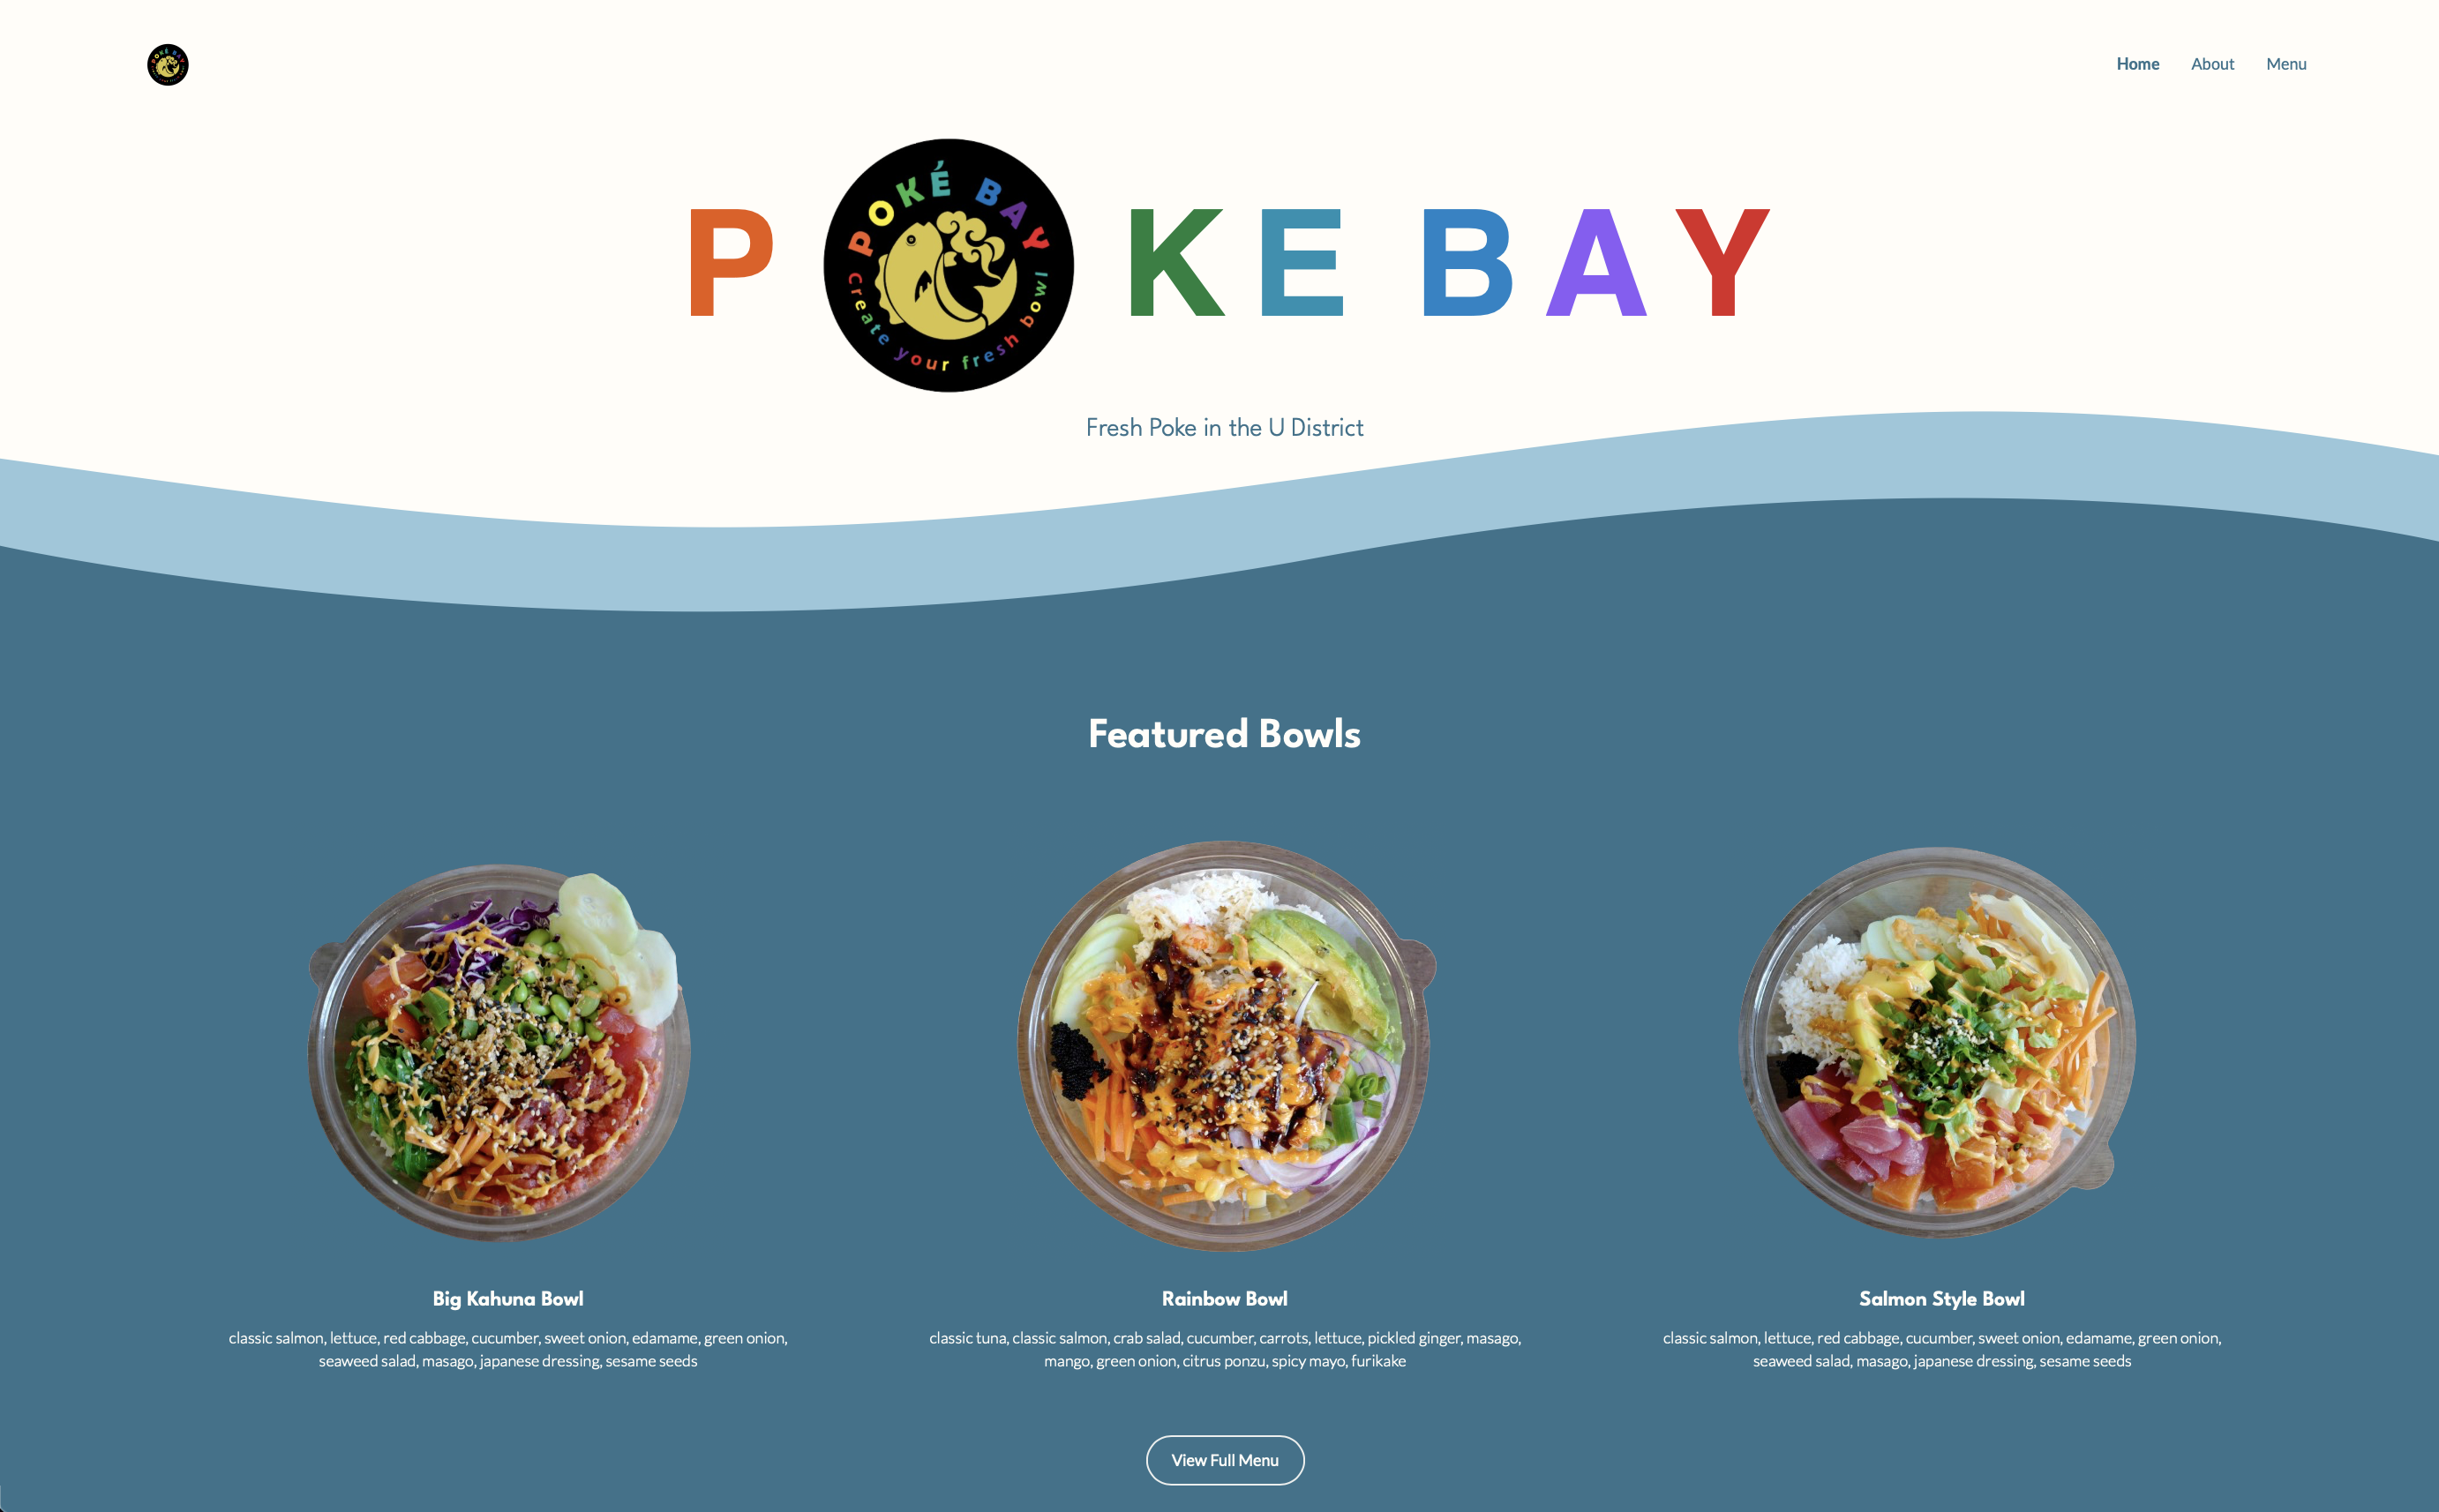 POKÉ BAY
Home About Menu
P KE BAY
POKÉ BAY
Create your fresh bowl
Fresh Poke in the U District
Featured Bowls
Big Kahuna Bowl
classic salmon, lettuce, red cabbage, cucumber, sweet onion, edamame, green onion,
seaweed salad, masago, japanese dressing, sesame seeds
Rainbow Bowl
classic tuna, classic salmon, crab salad, cucumber, carrots, lettuce, pickled ginger, masago,
mango, green onion, citrus ponzu, spicy mayo, furikake
Salmon Style Bowl
classic salmon, lettuce, red cabbage, cucumber, sweet onion, edamame, green onion,
seaweed salad, masago, japanese dressing, sesame seeds
View Full Menu